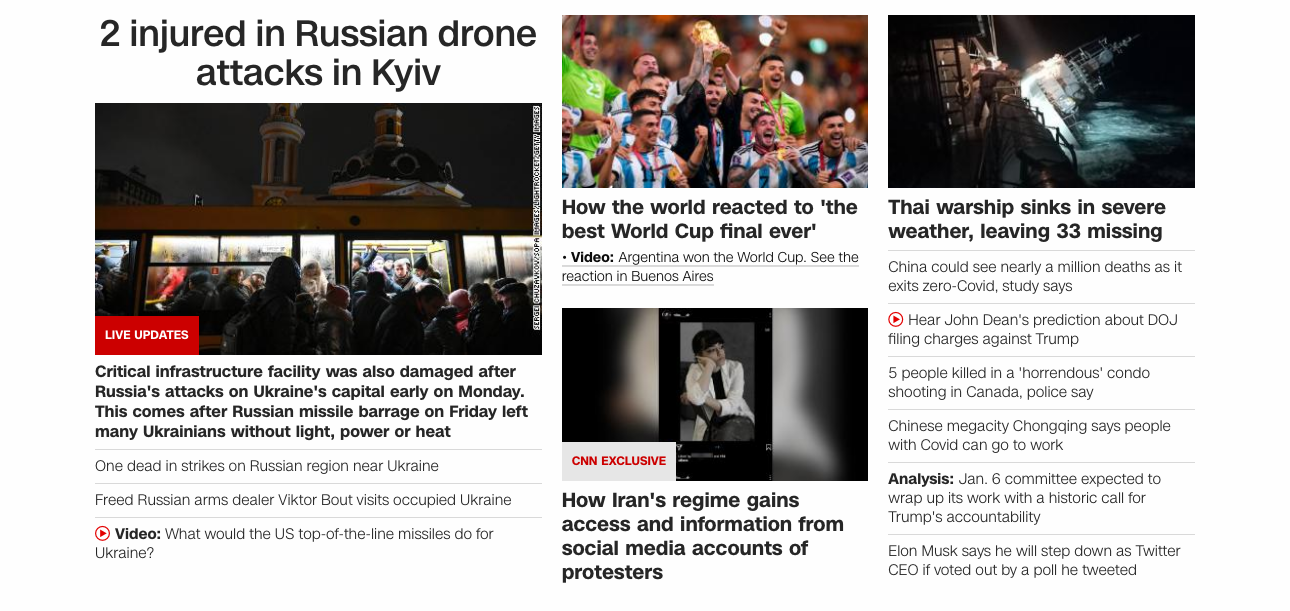 2 injured in Russian drone
attacks in Kyiv
SERGEI CHUZAVKOV/SOPA IMAGES/LIGHTROCKET/GETTY IMAGES
LIVE UPDATES
Critical infrastructure facility was also damaged after
Russia's attacks on Ukraine's capital early on Monday.
This comes after Russian missile barrage on Friday left
many Ukrainians without light, power or heat
One dead in strikes on Russian region near Ukraine
Freed Russian arms dealer Viktor Bout visits occupied Ukraine
Video: What would the US top-of-the-line missiles do for
Ukraine?
How the world reacted to 'the
best World Cup final ever'
• Video: Argentina won the World Cup. See the
reaction in Buenos Aires
CNN EXCLUSIVE
How Iran's regime gains
access and information from
social media accounts of
protesters
Thai warship sinks in severe
weather, leaving 33 missing
China could see nearly a million deaths as it
exits zero-Covid, study says
Hear John Dean's prediction about DOJ
filing charges against Trump
5 people killed in a 'horrendous' condo
shooting in Canada, police say
Chinese megacity Chongqing says people
with Covid can go to work
Analysis: Jan. 6 committee expected to
wrap up its work with a historic call for
Trump's accountability
Elon Musk says he will step down as Twitter
CEO if voted out by a poll he tweeted